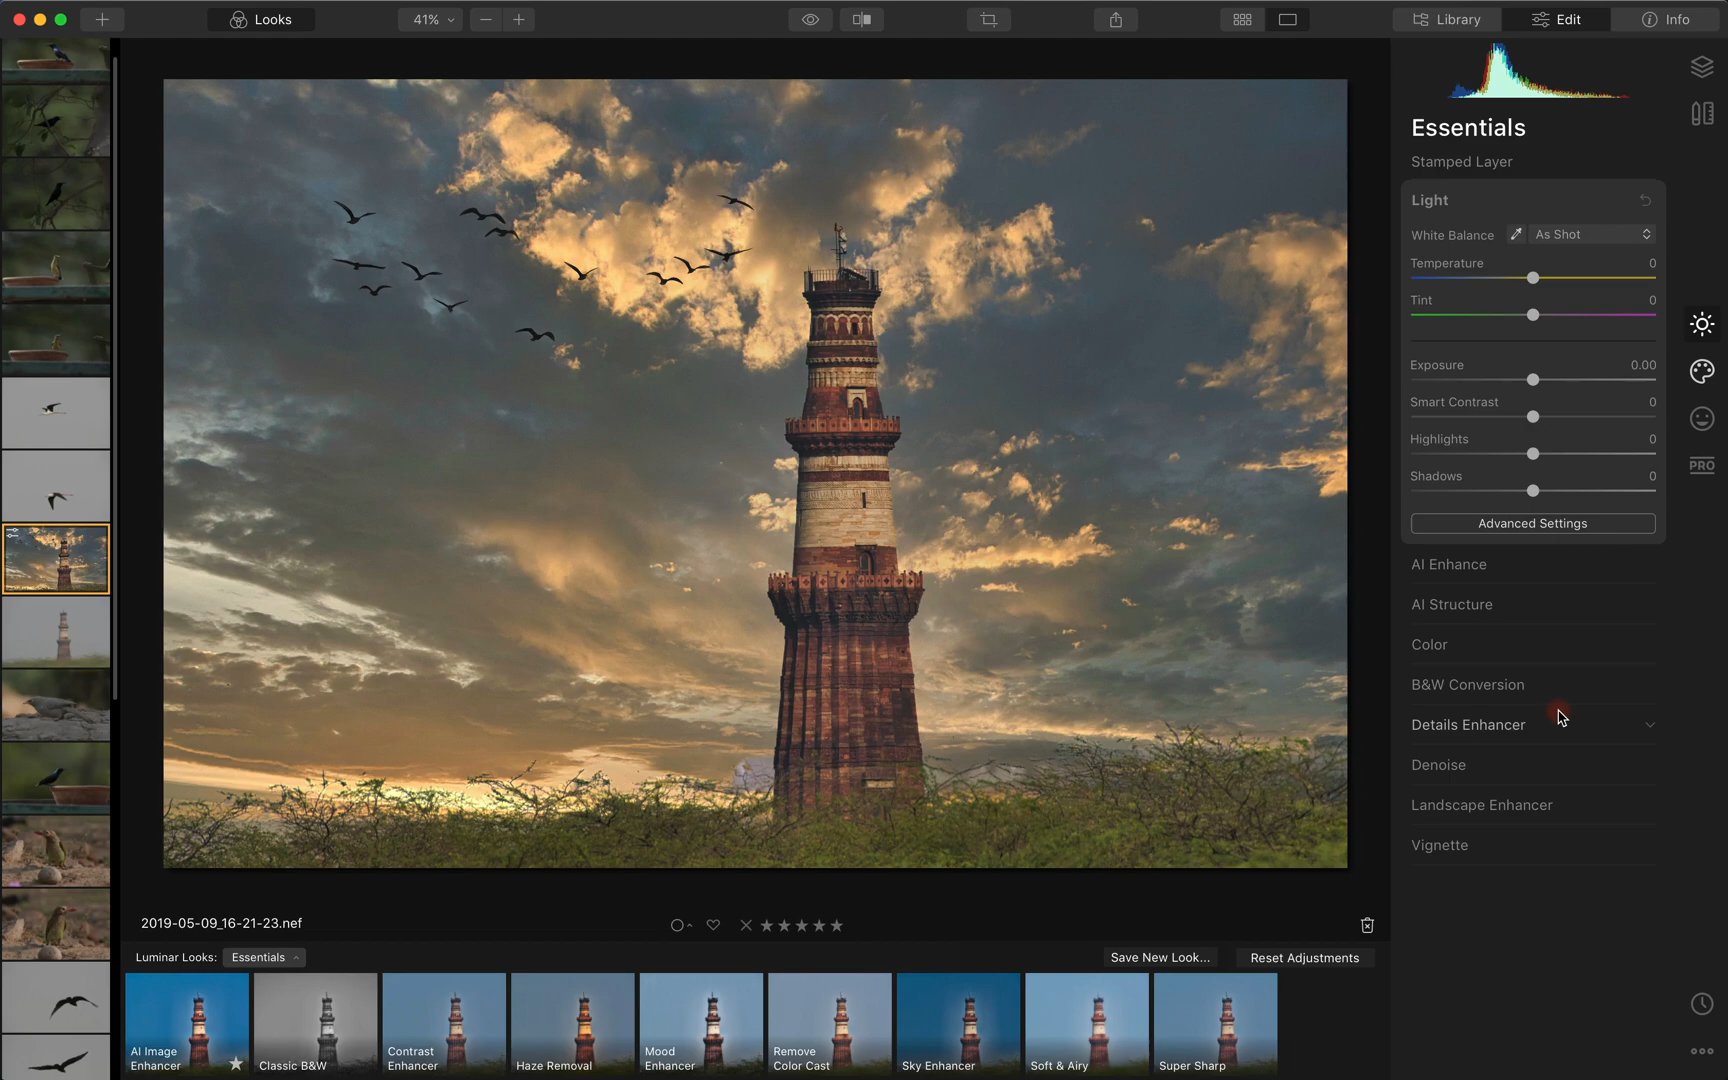 Looks
41%
Library
Edit
Info
Essentials
Stamped Layer
Light
White Balance
As Shot
Temperature
0
Tint
0
Exposure
0.00
Smart Contrast
0
Highlights
0
Shadows
0
Advanced Settings
AI Enhance
AI Structure
Color
B&W Conversion
Details Enhancer
Denoise
Landscape Enhancer
Vignette
PRO
2019-05-09_16-21-23.nef
Luminar Looks:
Essentials
Save New Look...
Reset Adjustments
AI Image
Enhancer
Classic B&W
Contrast
Enhancer
Haze Removal
Mood
Enhancer
Remove
Color Cast
Sky Enhancer
Soft & Airy
Super Sharp